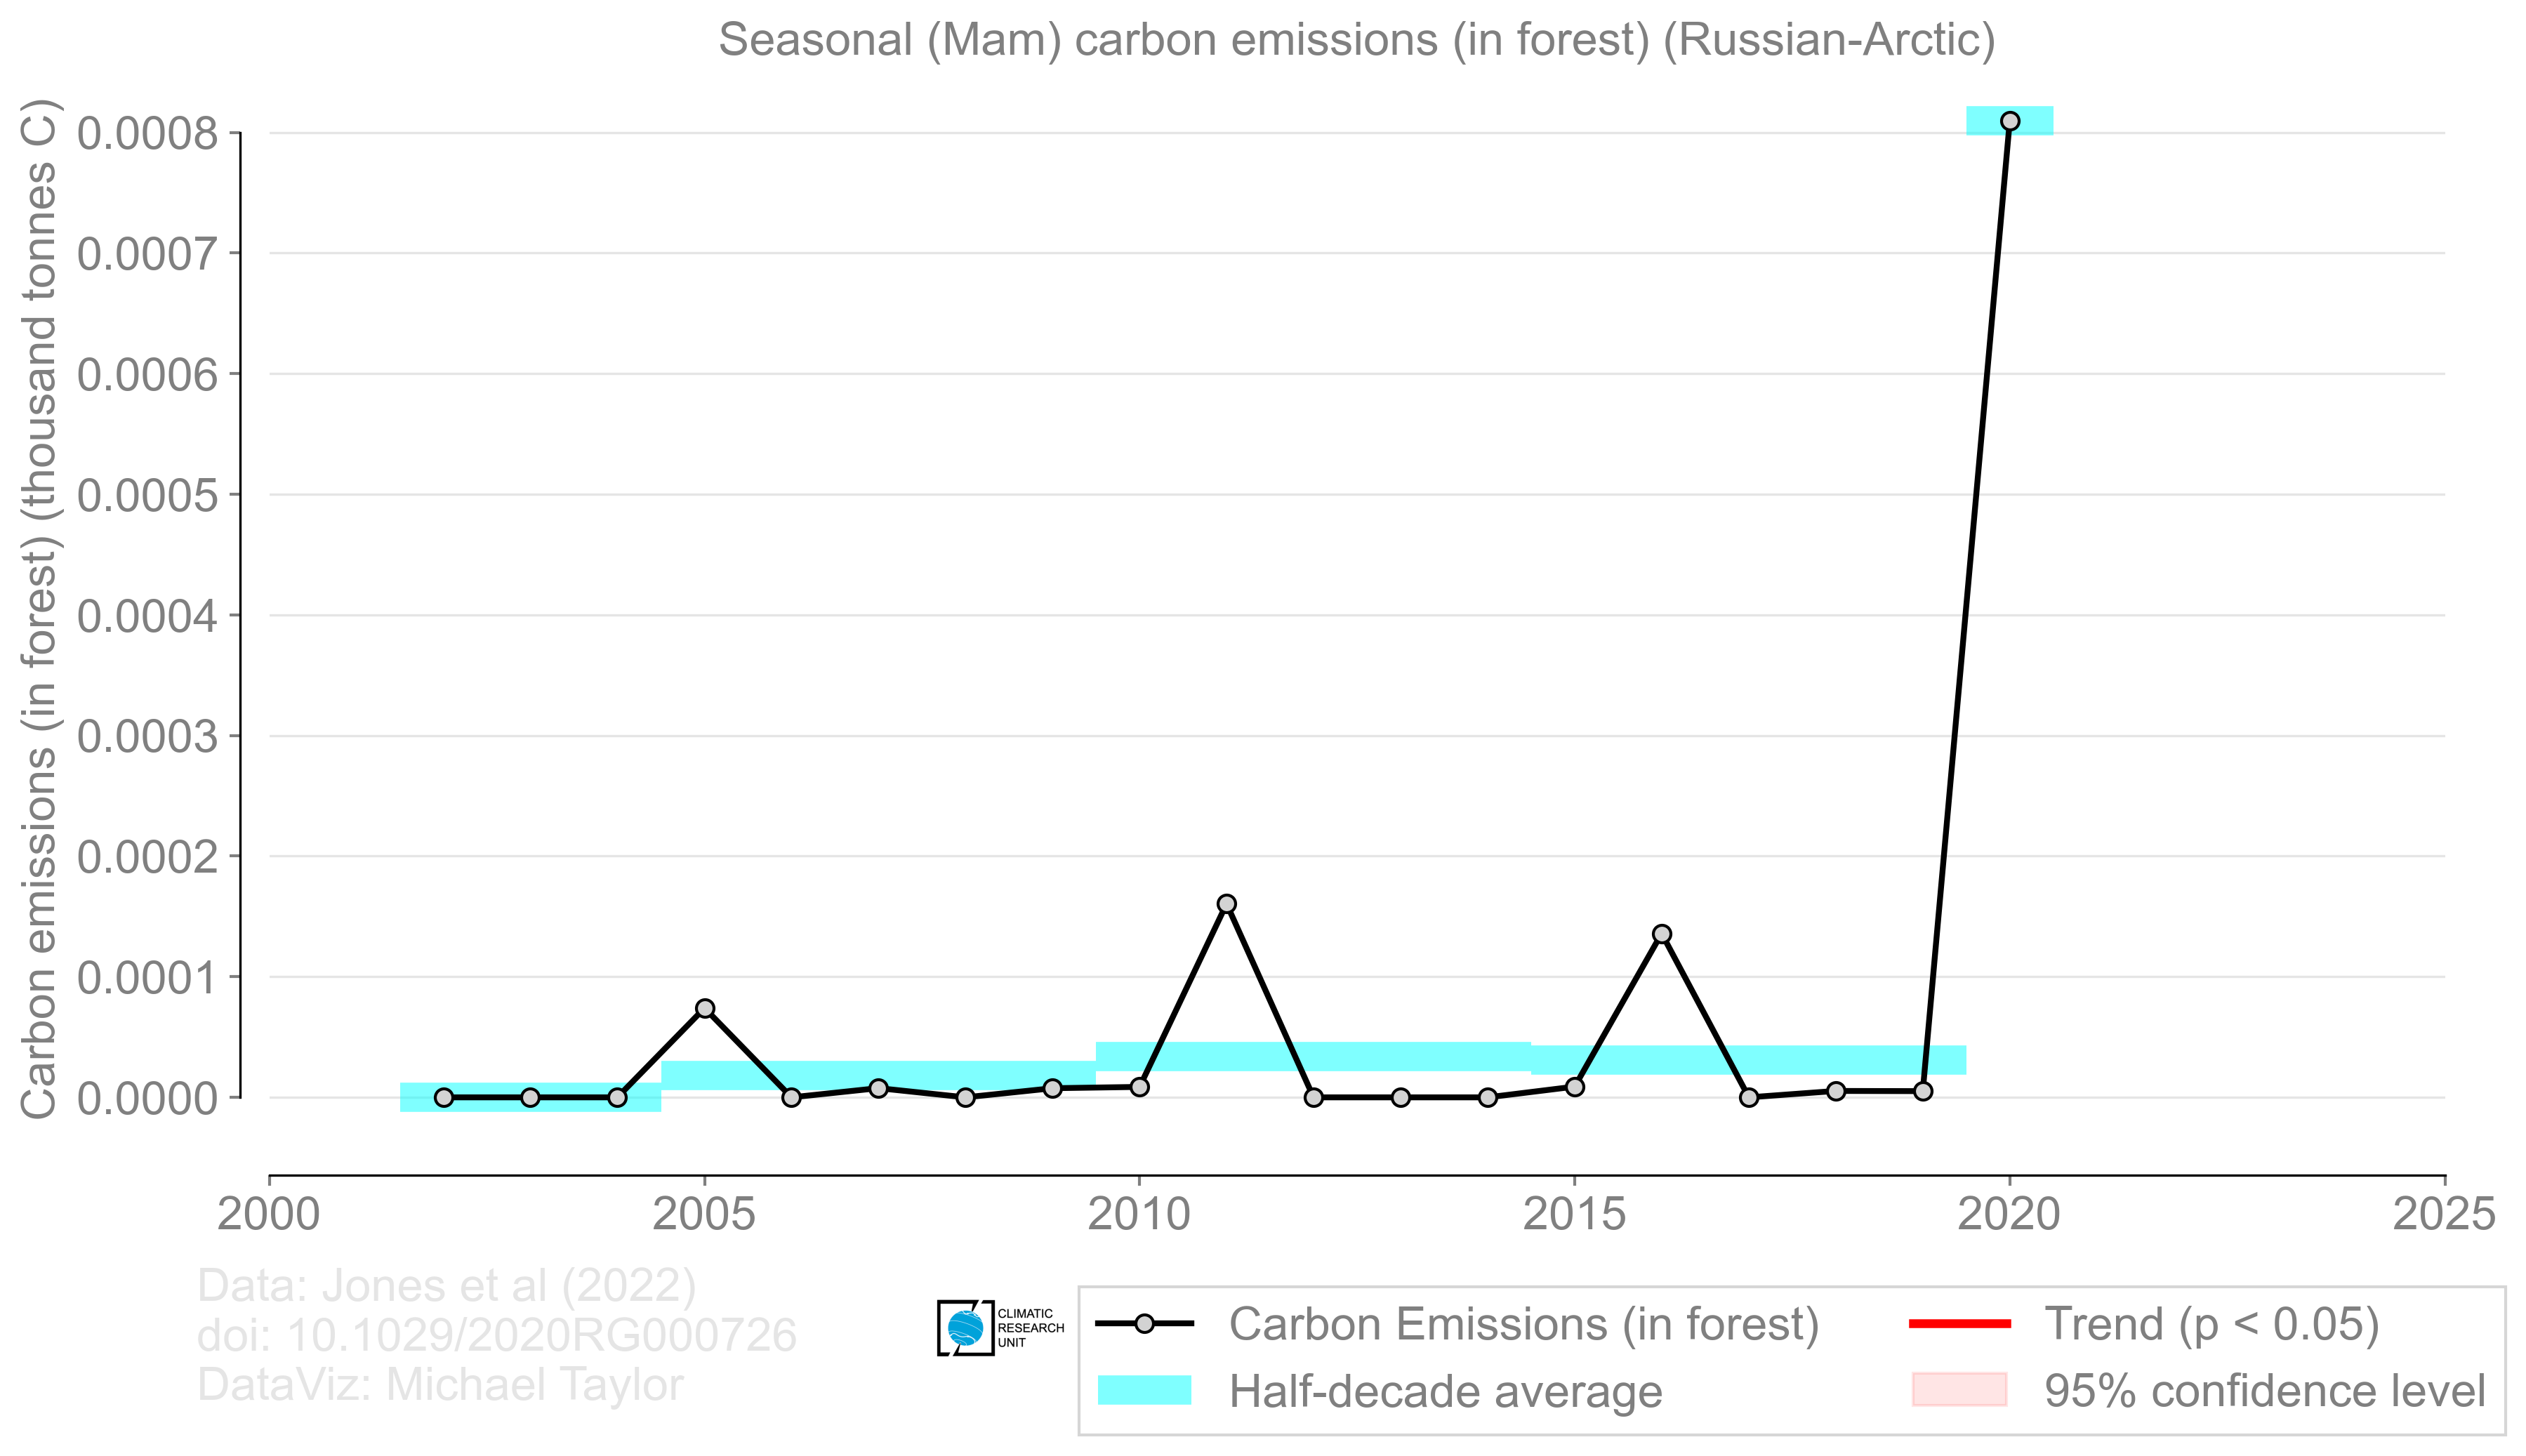 Seasonal (Mam) carbon emissions (in forest) (Russian-Arctic)
Carbon emissions (in forest) (thousand tonnes C)
0.0008
0.0007
0.0006
0.0005
0.0004
0.0003
0.0002
0.0001
0.0000
2000 2005 2010 2015 2020 2025
Data: Jones et al (2022)
doi: 10.1029/2020RG000726
DataViz: Michael Taylor
CLIMATIC
RESEARCH
UNIT
Carbon Emissions (in forest)
Half-decade average
Trend (p < 0.05)
95% confidence level